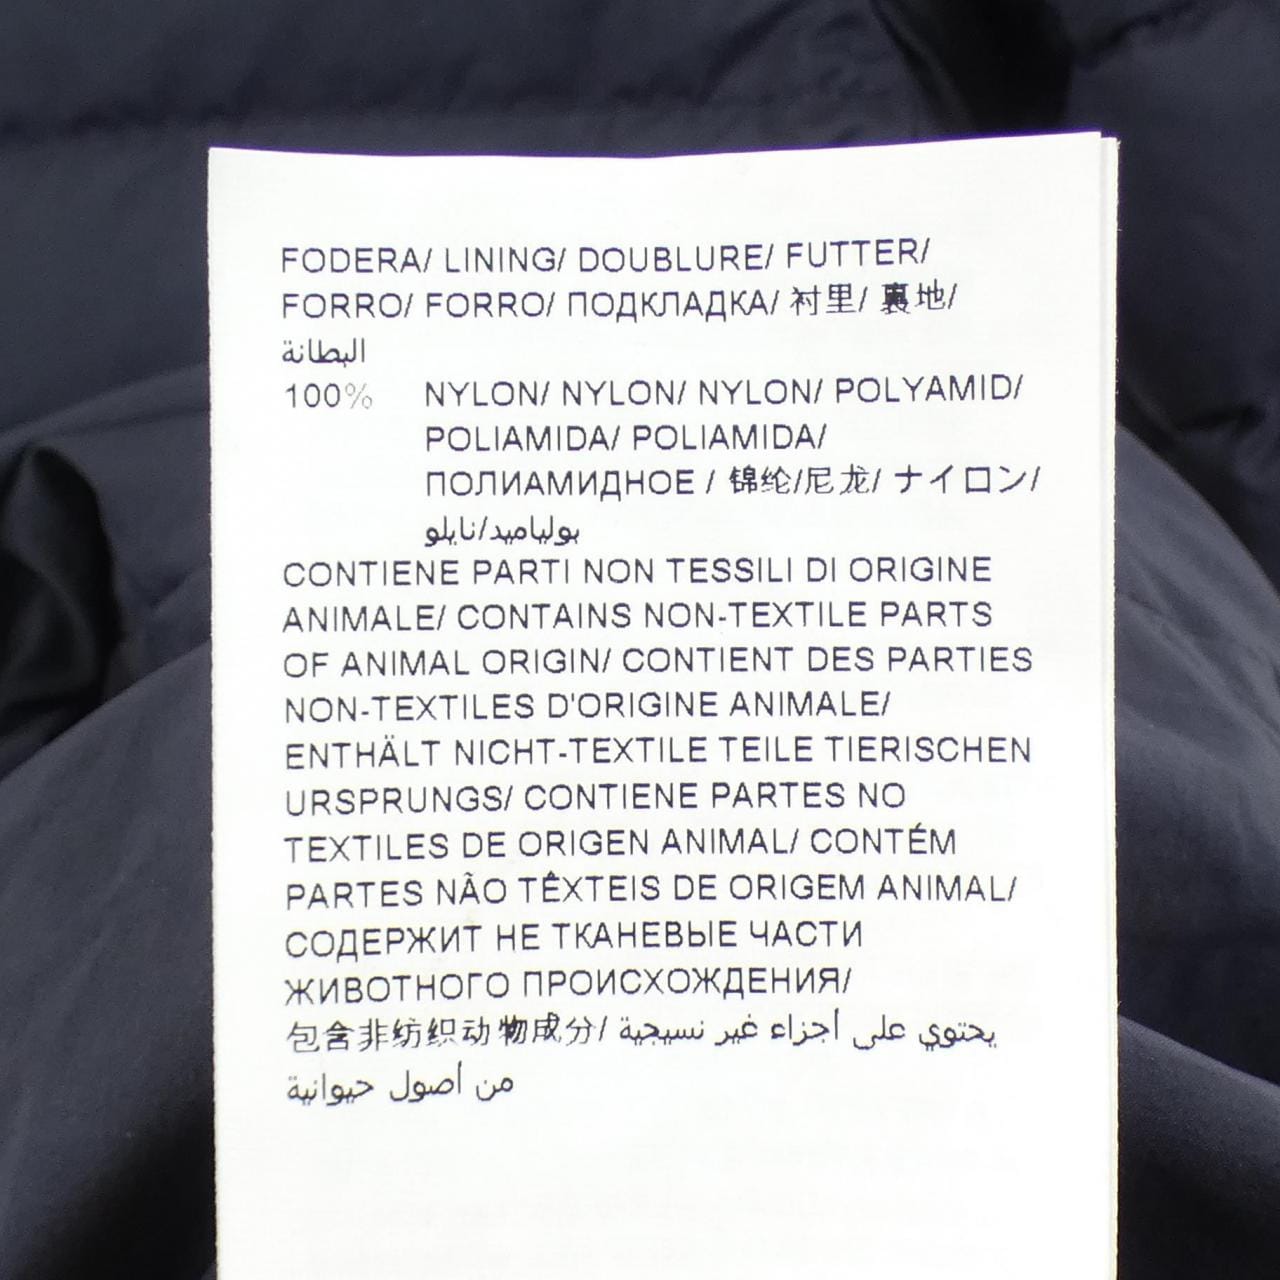 FODERA/ LINING/ DOUBLURE/ FUTTER/
FORRO/ FORRO/ ПОДКЛАДКА/ 衬里/ 裏地/
البطانة
100% NYLON/ NYLON/ NYLON/ POLYAMID/
POLIAMIDA/ POLIAMIDA/
ПОЛИАМИДНОЕ / 锦纶/尼龙/ ナイロン/
بولياميد/نايلو
CONTIENE PARTI NON TESSILI DI ORIGINE
ANIMALE/ CONTAINS NON-TEXTILE PARTS
OF ANIMAL ORIGIN/ CONTIENT DES PARTIES
NON-TEXTILES D'ORIGINE ANIMALE/
ENTHÄLT NICHT-TEXTILE TEILE TIERISCHEN
URSPRUNGS/ CONTIENE PARTES NO
TEXTILES DE ORIGEN ANIMAL/ CONTÉM
PARTES NÃO TÊXTEIS DE ORIGEM ANIMAL/
СОДЕРЖИТ НЕ ТКАНЕВЫЕ ЧАСТИ
ЖИВОТНОГО ПРОИСХОЖДЕНИЯ/
包含非纺织动物成分/ يحتوي على أجزاء غير نسيجية
من أصول حيوانية